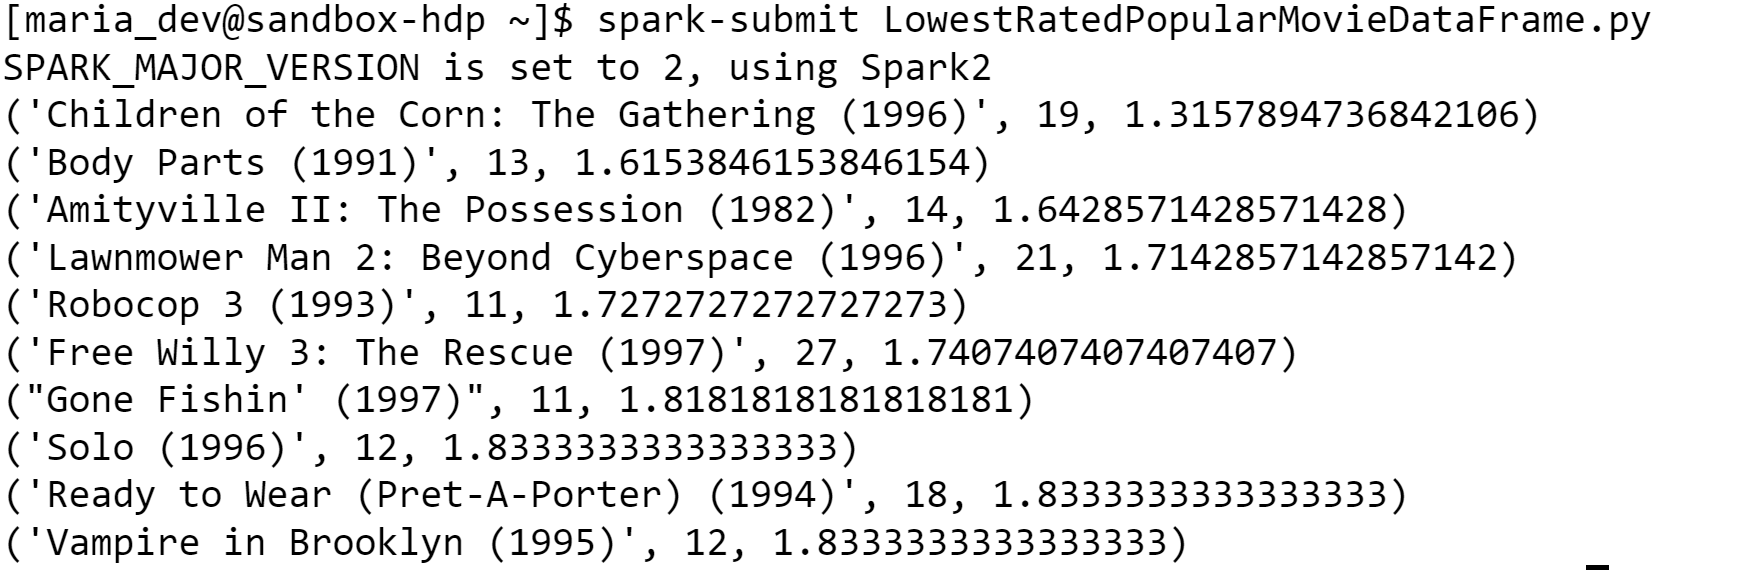 [maria_dev@sandbox-hdp ~]$ spark-submit LowestRatedPopularMovieDataFrame.py
SPARK_MAJOR_VERSION is set to 2, using Spark2
('Children of the Corn: The Gathering (1996)', 19, 1.3157894736842106)
('Body Parts (1991)', 13, 1.6153846153846154)
('Amityville II: The Possession (1982)', 14, 1.6428571428571428)
('Lawnmower Man 2: Beyond Cyberspace (1996)', 21, 1.7142857142857142)
('Robocop 3 (1993)', 11, 1.7272727272727273)
('Free Willy 3: The Rescue (1997)', 27, 1.7407407407407407)
("Gone Fishin' (1997)", 11, 1.8181818181818181)
('Solo (1996)', 12, 1.8333333333333333)
('Ready to Wear (Pret-A-Porter) (1994)', 18, 1.8333333333333333)
('Vampire in Brooklyn (1995)', 12, 1.8333333333333333)